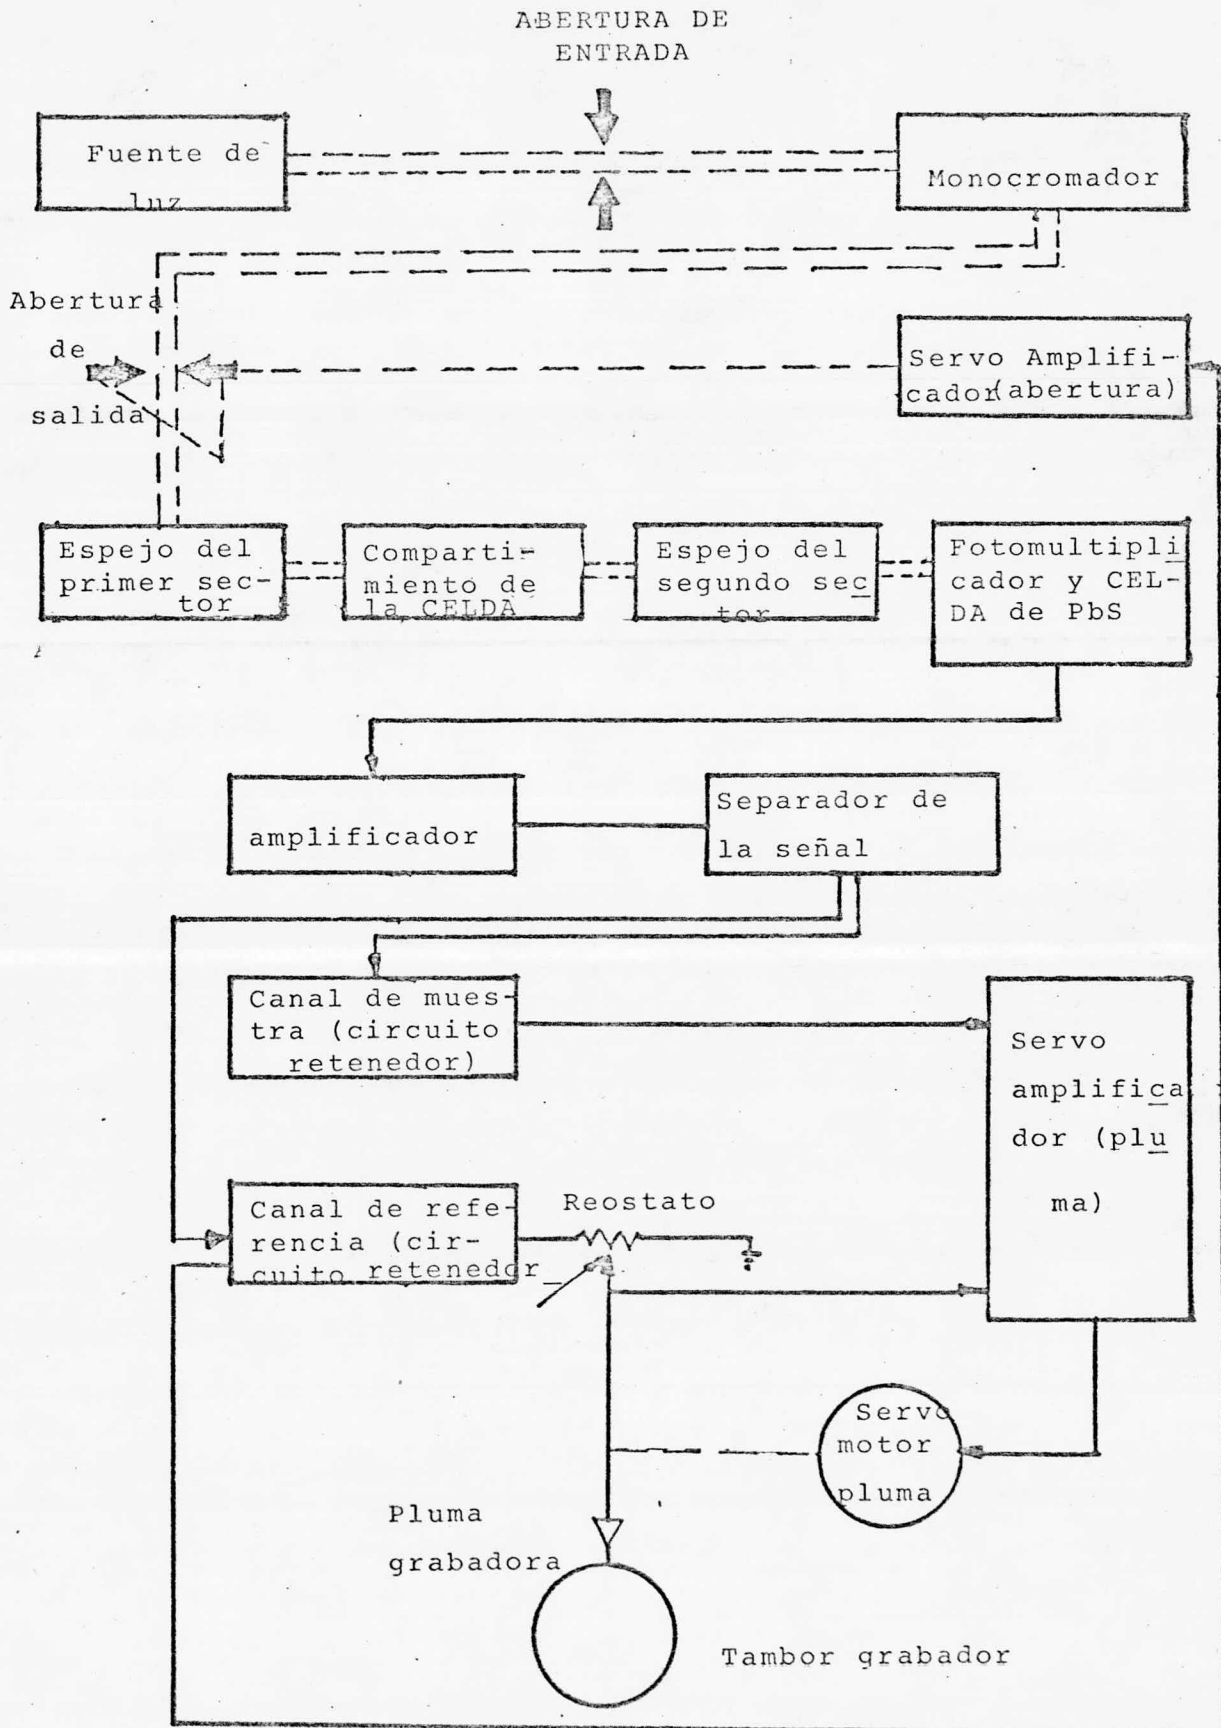 ABERTURA DE
ENTRADA
Fuente de
luz
Monocromador
Abertura
de
salida
Servo Amplifi-
cador(abertura)
Espejo del
primer sec-
tor
Comparti-
miento de
la CELDA
Espejo del
segundo sec
tor
Fotomultipli
cador y CEL-
DA de PbS
amplificador
Separador de
la señal
Canal de mues-
tra (circuito
retenedor)
Servo
amplifica
dor (plu
ma)
Canal de refe-
rencia (cir-
cuito retenedor
Reostato
Servo
motor
pluma
Pluma
grabadora
Tambor grabador